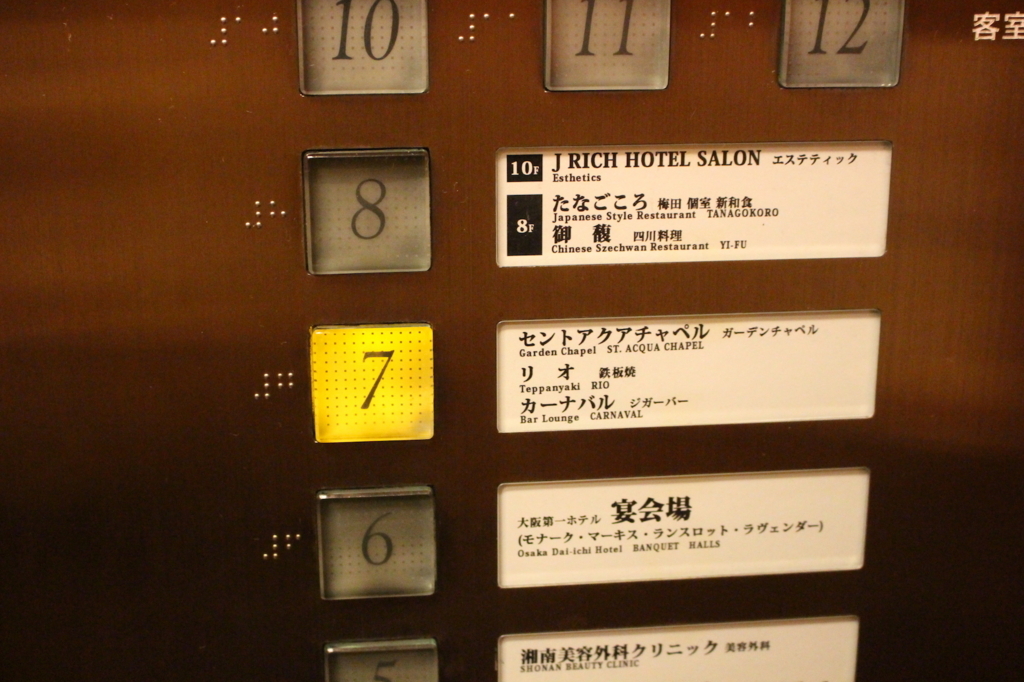 10 11 12 客室
8
10F J RICH HOTEL SALON エステティック
Esthetics
8F たなごころ 梅田 個室 新和食
Japanese Style Restaurant TANAGOKORO
御 馥 四川料理
Chinese Szechwan Restaurant YI-FU
7
セントアクアチャペル ガーデンチャペル
Garden Chapel ST. ACQUA CHAPEL
リ オ 鉄板焼
Teppanyaki RIO
カーナバル ジガーバー
Bar Lounge CARNAVAL
6
大阪第一ホテル 宴会場
(モナーク・マーキス・ランスロット・ラヴェンダー)
Osaka Dai-ichi Hotel BANQUET HALLS
5
湘南美容外科クリニック 美容外科
SHONAN BEAUTY CLINIC